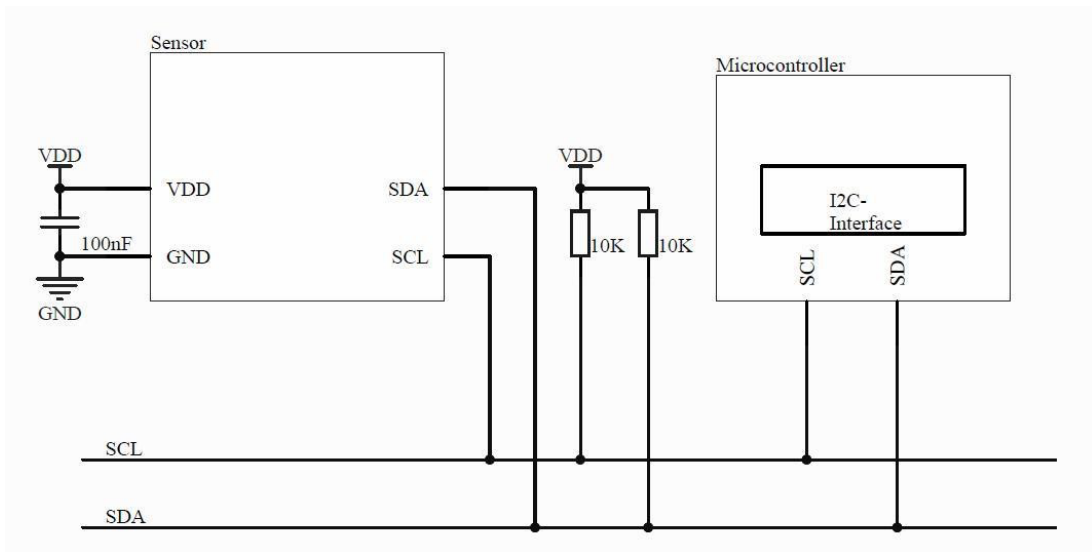 Sensor
Microcontroller
VDD
VDD
VDD
SDA
I2C-
Interface
100nF
GND
SCL
10K
10K
SCL
SDA
GND
SCL
SDA